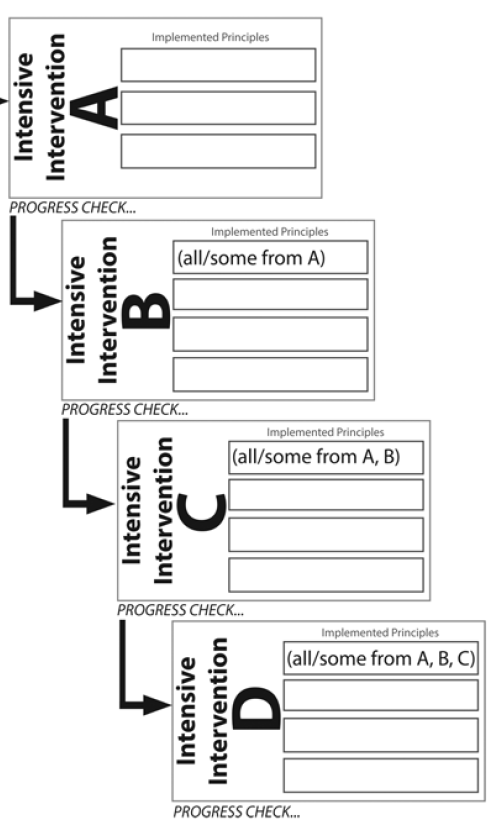 Implemented Principles
Intensive
Intervention
A
PROGRESS CHECK...
Implemented Principles
(all/some from A)
Intensive
Intervention
B
PROGRESS CHECK...
Implemented Principles
(all/some from A, B)
Intensive
Intervention
C
PROGRESS CHECK...
Implemented Principles
(all/some from A, B, C)
Intensive
Intervention
D
PROGRESS CHECK...